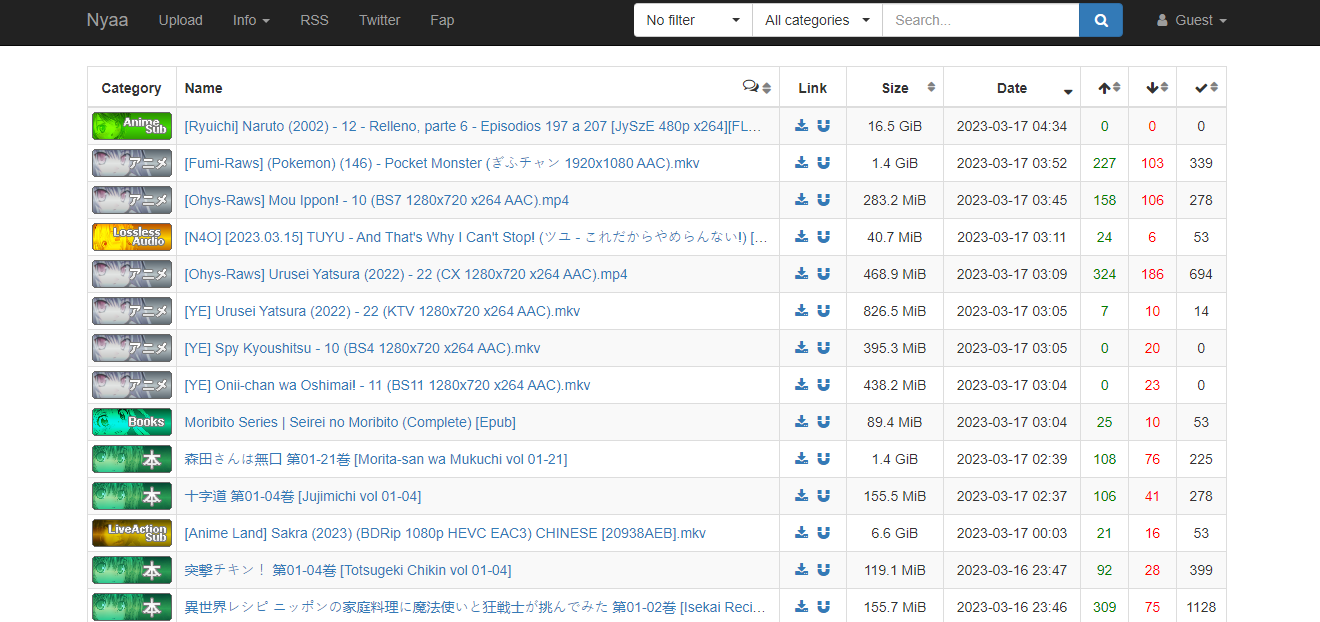 Nyaa Upload Info RSS Twitter Fap No filter All categories Search... Guest
Category Name Link Size Date
Anime Sub [Ryuichi] Naruto (2002) - 12 - Relleno, parte 6 - Episodios 197 a 207 [JySzE 480p x264][FL... 16.5 GiB 2023-03-17 04:34 0 0 0
アニメ [Fumi-Raws] (Pokemon) (146) - Pocket Monster (ぎふチャン 1920x1080 AAC).mkv 1.4 GiB 2023-03-17 03:52 227 103 339
アニメ [Ohys-Raws] Mou Ippon! - 10 (BS7 1280x720 x264 AAC).mp4 283.2 MiB 2023-03-17 03:45 158 106 278
Lossless Audio [N4O] [2023.03.15] TUYU - And That's Why I Can't Stop! (ツユ - これだからやめらんない!) [... 40.7 MiB 2023-03-17 03:11 24 6 53
アニメ [Ohys-Raws] Urusei Yatsura (2022) - 22 (CX 1280x720 x264 AAC).mp4 468.9 MiB 2023-03-17 03:09 324 186 694
アニメ [YE] Urusei Yatsura (2022) - 22 (KTV 1280x720 x264 AAC).mkv 826.5 MiB 2023-03-17 03:05 7 10 14
アニメ [YE] Spy Kyoushitsu - 10 (BS4 1280x720 x264 AAC).mkv 395.3 MiB 2023-03-17 03:05 0 20 0
アニメ [YE] Onii-chan wa Oshimai! - 11 (BS11 1280x720 x264 AAC).mkv 438.2 MiB 2023-03-17 03:04 0 23 0
Books Moribito Series | Seirei no Moribito (Complete) [Epub] 89.4 MiB 2023-03-17 03:04 25 10 53
本 森田さんは無口 第01-21巻 [Morita-san wa Mukuchi vol 01-21] 1.4 GiB 2023-03-17 02:39 108 76 225
本 十字道 第01-04巻 [Jujimichi vol 01-04] 155.5 MiB 2023-03-17 02:37 106 41 278
LiveAction Sub [Anime Land] Sakra (2023) (BDRip 1080p HEVC EAC3) CHINESE [20938AEB].mkv 6.6 GiB 2023-03-17 00:03 21 16 53
本 突撃チキン！ 第01-04巻 [Totsugeki Chikin vol 01-04] 119.1 MiB 2023-03-16 23:47 92 28 399
本 異世界レシピ ニッポンの家庭料理に魔法使いと狂戦士が挑んでみた 第01-02巻 [Isekai Reci... 155.7 MiB 2023-03-16 23:46 309 75 1128